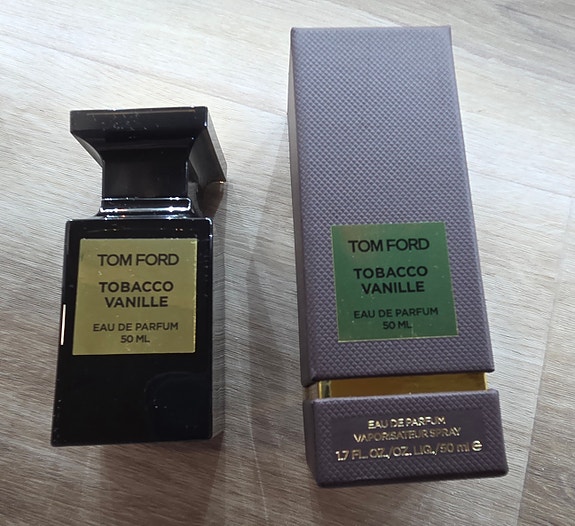 TOM FORD
TOBACCO
VANILLE
EAU DE PARFUM
50 ML
TOM FORD
TOBACCO
VANILLE
EAU DE PARFUM
50 ML
EAU DE PARFUM
VAPORISATEUR SPRAY
1.7 FL. OZ./OZ. LIQ./50 ml e